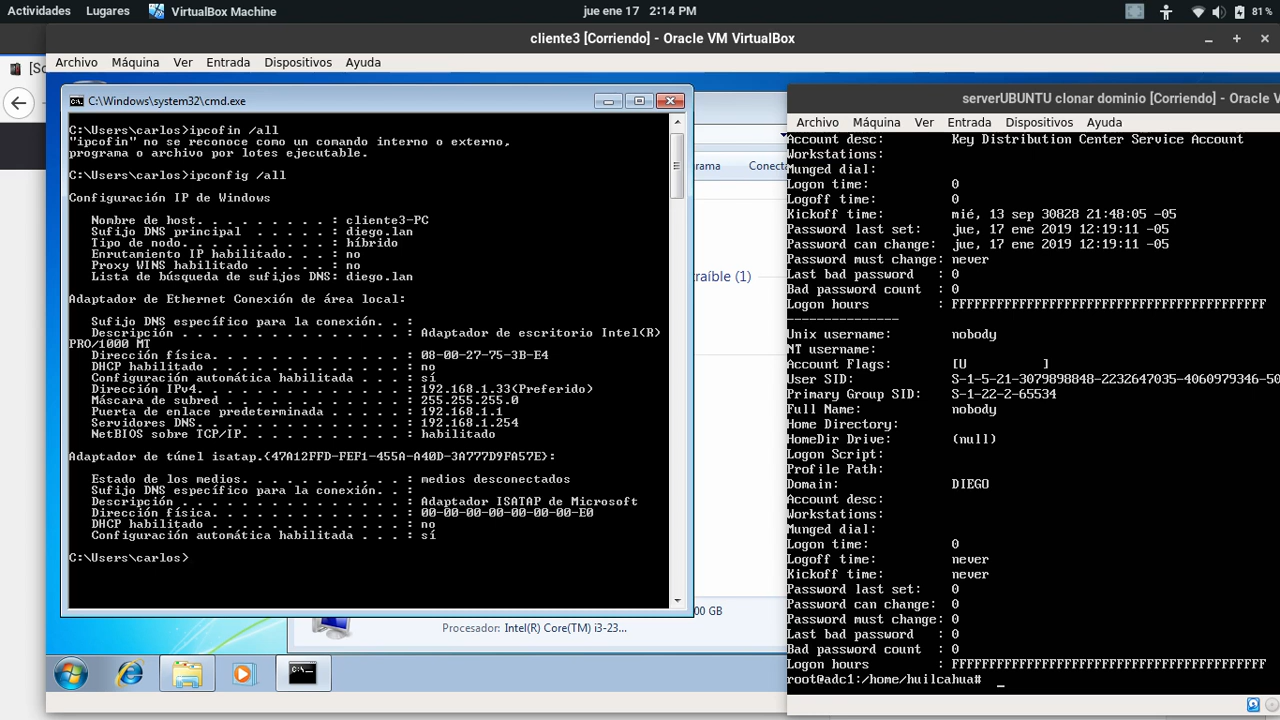 Actividades Lugares VirtualBox Machine jue ene 17 2:14 PM 81 %
cliente3 [Corriendo] - Oracle VM VirtualBox
Archivo Máquina Ver Entrada Dispositivos Ayuda
C:\Windows\system32\cmd.exe
C:\Users\carlos>ipcofin /all
"ipcofin" no se reconoce como un comando interno o externo,
programa o archivo por lotes ejecutable.
C:\Users\carlos>ipconfig /all
Configuración IP de Windows
Nombre de host. . . . . . . . . : cliente3-PC
Sufijo DNS principal . . . . . : diego.lan
Tipo de nodo. . . . . . . . . . : híbrido
Enrutamiento IP habilitado. . . : no
Proxy WINS habilitado . . . . . : no
Lista de búsqueda de sufijos DNS: diego.lan
Adaptador de Ethernet Conexión de área local:
Sufijo DNS específico para la conexión. . :
Descripción . . . . . . . . . . . . . . . : Adaptador de escritorio Intel(R)
PRO/1000 MT
Dirección física. . . . . . . . . . . . . : 08-00-27-75-3B-E4
DHCP habilitado . . . . . . . . . . . . . : no
Configuración automática habilitada . . . : sí
Dirección IPv4. . . . . . . . . . . . . . : 192.168.1.33(Preferido)
Máscara de subred . . . . . . . . . . . . : 255.255.255.0
Puerta de enlace predeterminada . . . . . : 192.168.1.1
Servidores DNS. . . . . . . . . . . . . . : 192.168.1.254
NetBIOS sobre TCP/IP. . . . . . . . . . . : habilitado
Adaptador de túnel isatap.{47A12FFD-FEF1-455A-A40D-3A777D9FA57E}:
Estado de los medios. . . . . . . . . . . : medios desconectados
Sufijo DNS específico para la conexión. . :
Descripción . . . . . . . . . . . . . . . : Adaptador ISATAP de Microsoft
Dirección física. . . . . . . . . . . . . : 00-00-00-00-00-00-00-E0
DHCP habilitado . . . . . . . . . . . . . : no
Configuración automática habilitada . . . : sí
C:\Users\carlos>
rama Conecta
traíble (1)
00 GB
Procesador: Intel(R) Core(TM) i3-23...
serverUBUNTU clonar dominio [Corriendo] - Oracle V
Archivo Máquina Ver Entrada Dispositivos Ayuda
Account desc: Key Distribution Center Service Account
Workstations:
Munged dial:
Logon time: 0
Logoff time: 0
Kickoff time: mié, 13 sep 30828 21:48:05 -05
Password last set: jue, 17 ene 2019 12:19:11 -05
Password can change: jue, 17 ene 2019 12:19:11 -05
Password must change: never
Last bad password : 0
Bad password count : 0
Logon hours : FFFFFFFFFFFFFFFFFFFFFFFFFFFFFFFFFFFFFFFFFF
---------------
Unix username: nobody
NT username:
Account Flags: [U ]
User SID: S-1-5-21-3079898848-2232647035-4060979346-50
Primary Group SID: S-1-22-2-65534
Full Name: nobody
Home Directory:
HomeDir Drive: (null)
Logon Script:
Profile Path:
Domain: DIEGO
Account desc:
Workstations:
Munged dial:
Logon time: 0
Logoff time: never
Kickoff time: never
Password last set: 0
Password can change: 0
Password must change: 0
Last bad password : 0
Bad password count : 0
Logon hours : FFFFFFFFFFFFFFFFFFFFFFFFFFFFFFFFFFFFFFFFFF
root@adc1:/home/huilcahua# _